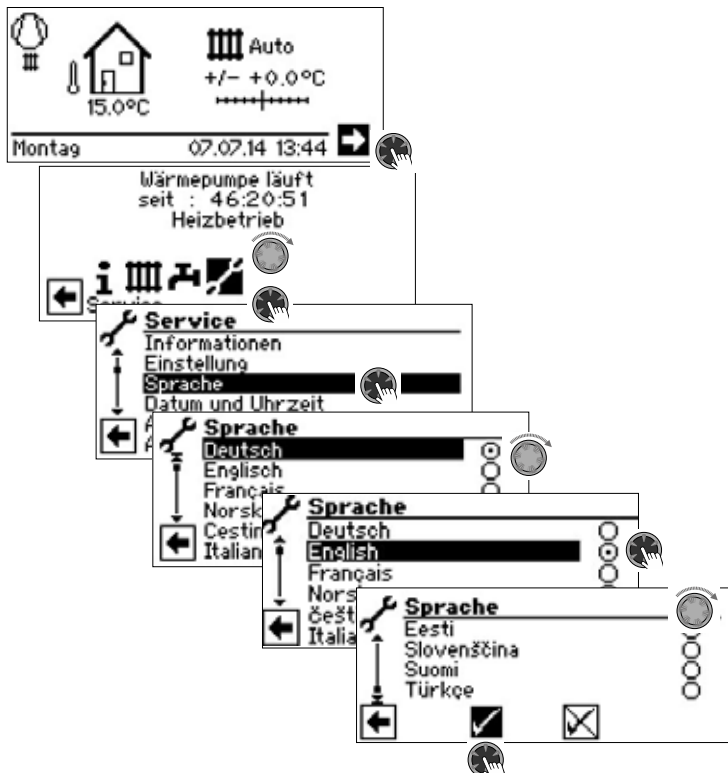 Auto
+/− +0.0°C
15.0°C
Montag 07.07.14 13:44
Wärmepumpe läuft
seit : 46:20:51
Heizbetrieb
Service
Service
Informationen
Einstellung
Sprache
Datum und Uhrzeit
Sprache
Deutsch
Englisch
Français
Norsk
Sprache
Deutsch
English
Français
Sprache
Eesti
Slovenščina
Suomi
Türkçe